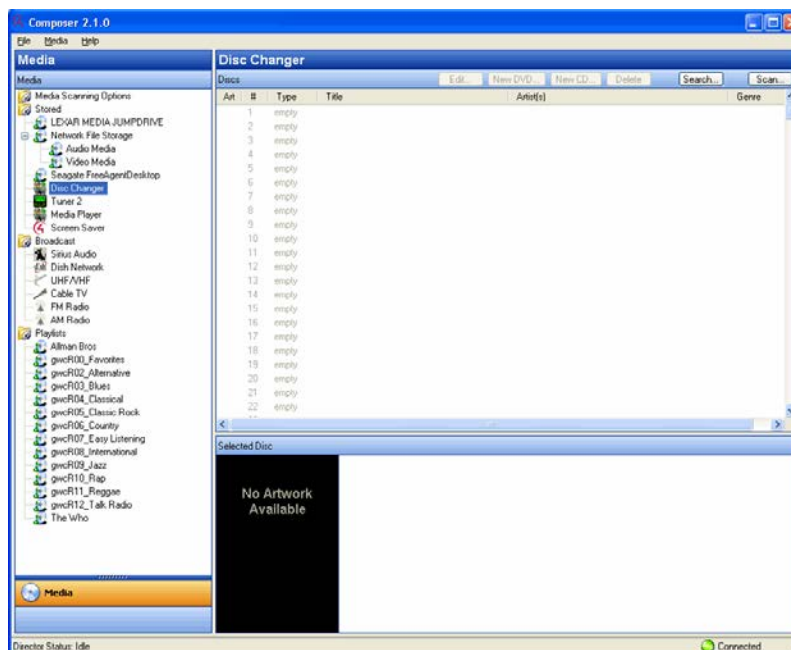 Composer 2.1.0
File Media Help
Media
Disc Changer
Media
Discs
Edit... New DVD... New CD... Delete Search... Scan...
Media Scanning Options
Stored
LEXAR MEDIA JUMPDRIVE
Network File Storage
Audio Media
Video Media
Seagate FreeAgentDesktop
Disc Changer
Tuner 2
Media Player
Screen Saver
Broadcast
Sirius Audio
Dish Network
UHF/VHF
Cable TV
FM Radio
AM Radio
Playlists
Allman Bros
gwcR00_Favorites
gwcR02_Alternative
gwcR03_Blues
gwcR04_Classical
gwcR05_Classic Rock
gwcR06_Country
gwcR07_Easy Listening
gwcR08_International
gwcR09_Jazz
gwcR10_Rap
gwcR11_Reggae
gwcR12_Talk Radio
The Who
Media
Art # Type Title Artist(s) Genre
1 empty
2 empty
3 empty
4 empty
5 empty
6 empty
7 empty
8 empty
9 empty
10 empty
11 empty
12 empty
13 empty
14 empty
15 empty
16 empty
17 empty
18 empty
19 empty
20 empty
21 empty
22 empty
Selected Disc
No Artwork
Available
Director Status: Idle
Connected